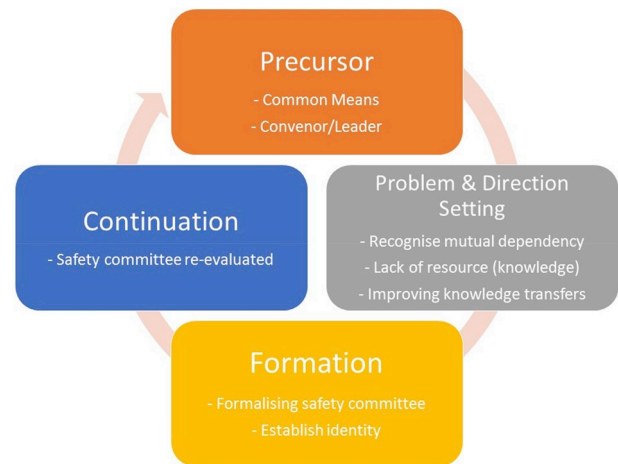 Precursor
- Common Means
- Convenor/Leader
Problem & Direction
Setting
- Recognise mutual dependency
- Lack of resource (knowledge)
- Improving knowledge transfers
Formation
- Formalising safety committee
- Establish identity
Continuation
- Safety committee re-evaluated